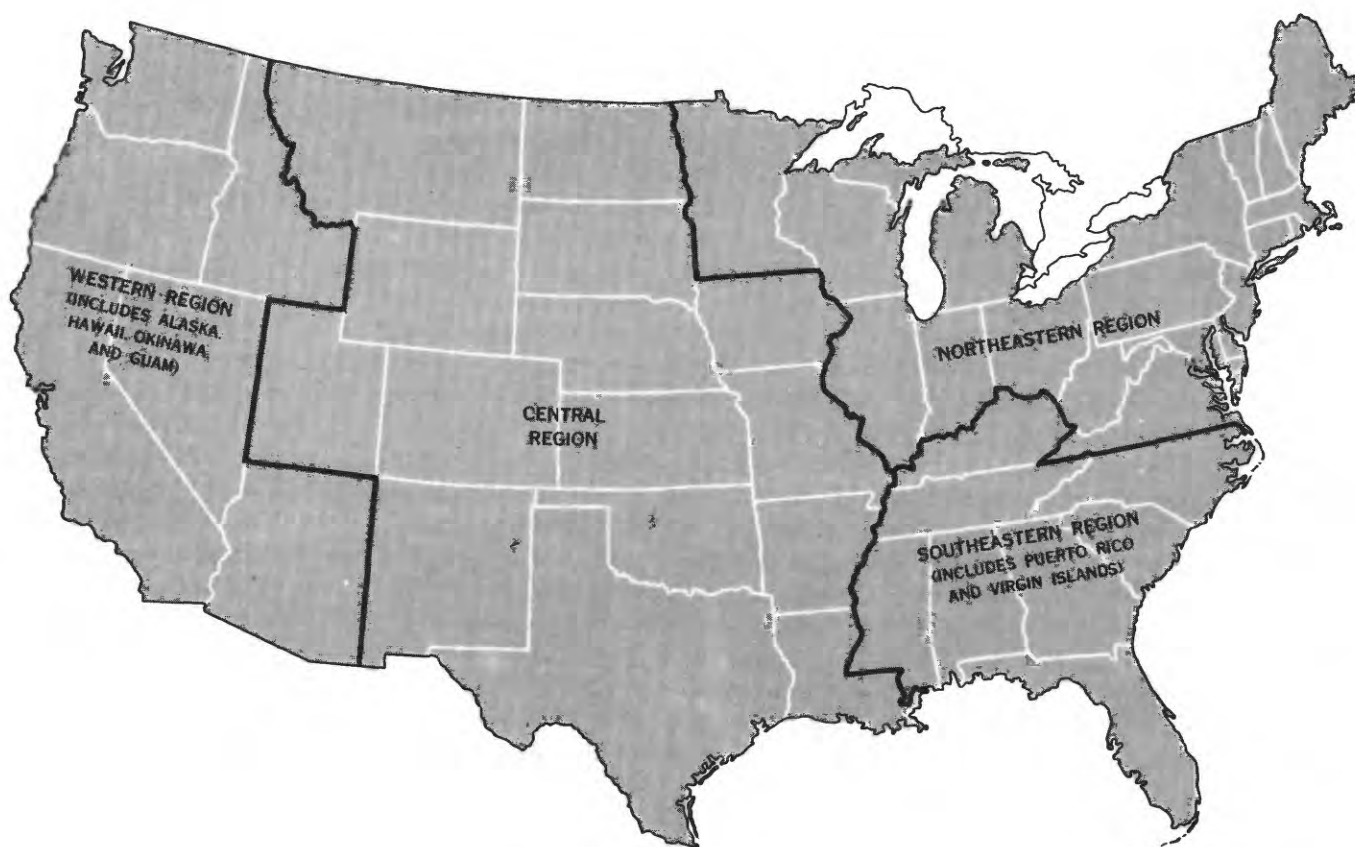 WESTERN REGION
(INCLUDES ALASKA,
HAWAII, OKINAWA,
AND GUAM)
NORTHEASTERN REGION
CENTRAL
REGION
SOUTHEASTERN REGION
(INCLUDES PUERTO RICO
AND VIRGIN ISLANDS)